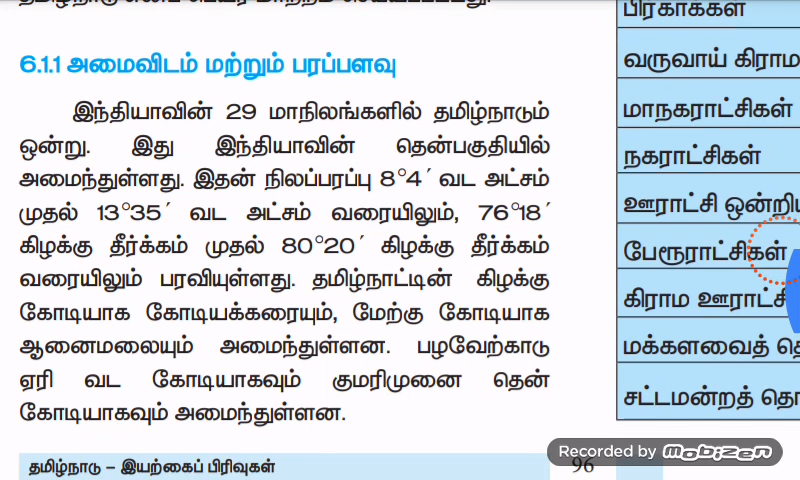 6.1.1 அமைவிடம் மற்றும் பரப்பளவு
இந்தியாவின் 29 மாநிலங்களில் தமிழ்நாடும்
ஒன்று. இது இந்தியாவின் தென்பகுதியில்
அமைந்துள்ளது. இதன் நிலப்பரப்பு 8°4´ வட அட்சம்
முதல் 13°35´ வட அட்சம் வரையிலும், 76°18´
கிழக்கு தீர்க்கம் முதல் 80°20´ கிழக்கு தீர்க்கம்
வரையிலும் பரவியுள்ளது. தமிழ்நாட்டின் கிழக்கு
கோடியாக கோடியக்கரையும், மேற்கு கோடியாக
ஆனைமலையும் அமைந்துள்ளன. பழவேற்காடு
ஏரி வட கோடியாகவும் குமரிமுனை தென்
கோடியாகவும் அமைந்துள்ளன.
தமிழ்நாடு – இயற்கைப் பிரிவுகள்
96
பிர்காக்கள்
வருவாய் கிராம
மாநகராட்சிகள்
நகராட்சிகள்
ஊராட்சி ஒன்றிய
பேரூராட்சிகள்
கிராம ஊராட்சி
மக்களவைத் தொ
சட்டமன்றத் தொ
Recorded by mobizen